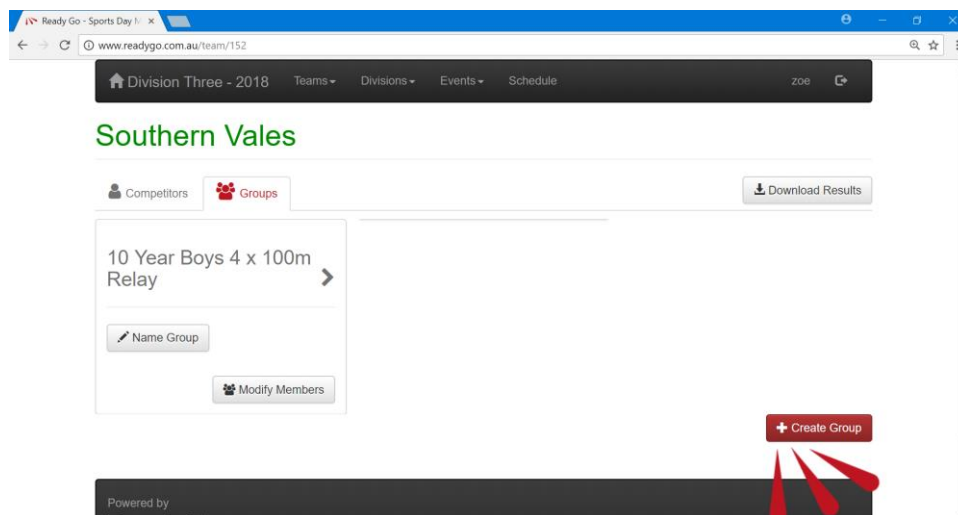 Ready Go - Sports Day
www.readygo.com.au/team/152
Division Three - 2018 Teams Divisions Events Schedule zoe
Southern Vales
Competitors Groups Download Results
10 Year Boys 4 x 100m
Relay
Name Group
Modify Members
Create Group
Powered by